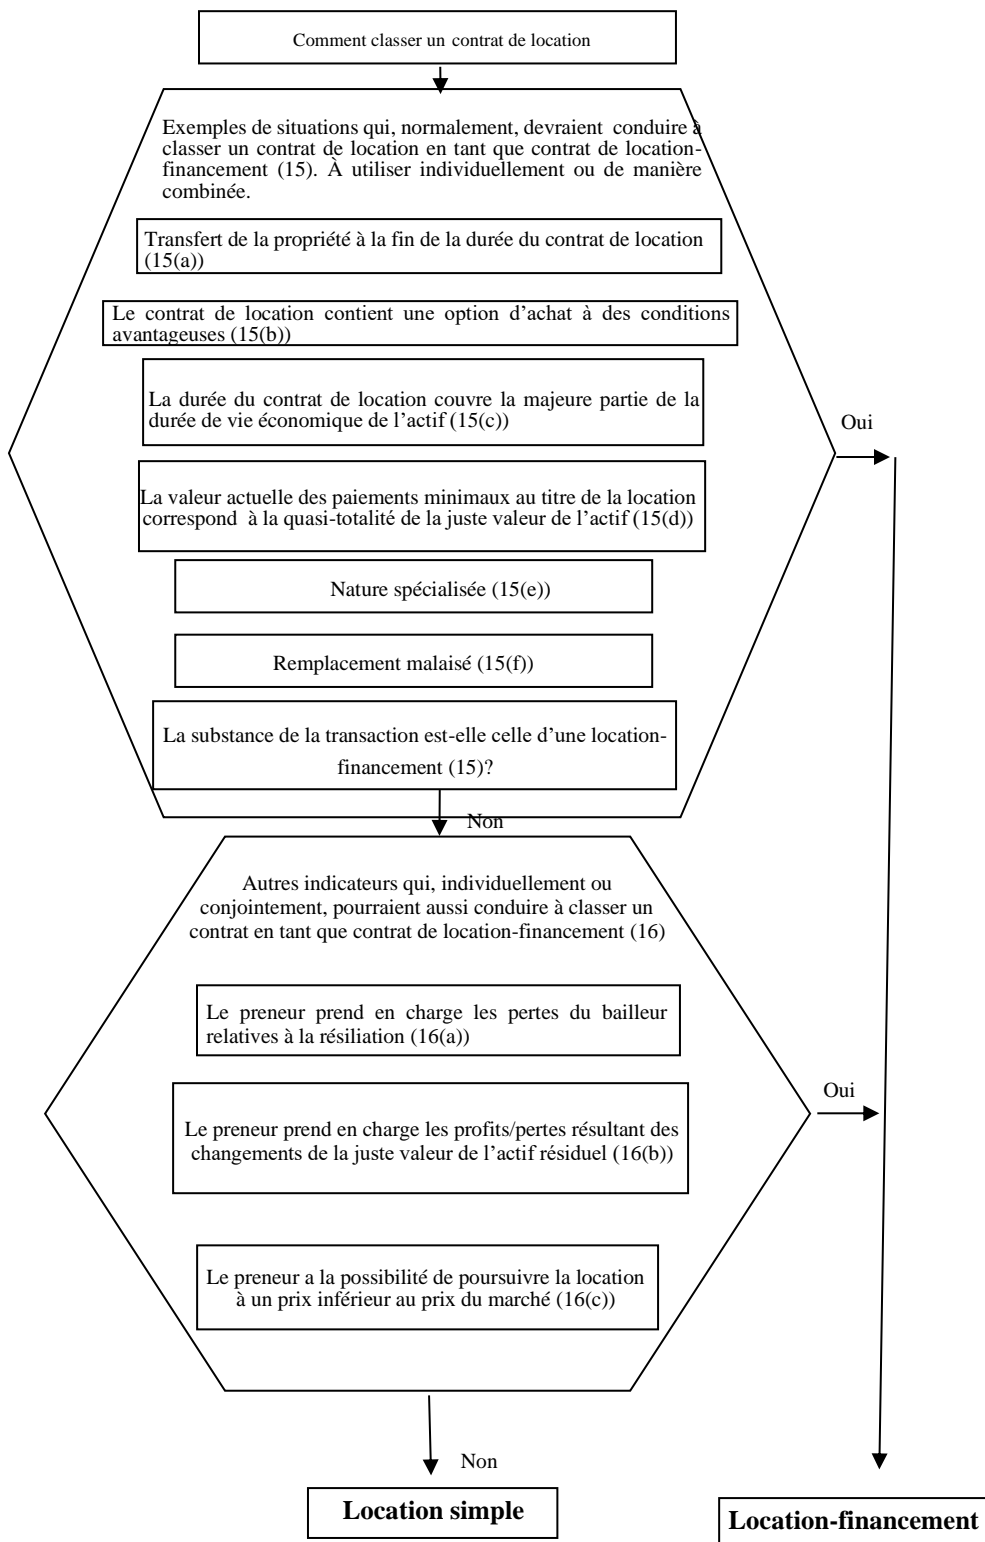 Comment classer un contrat de location
Exemples de situations qui, normalement, devraient conduire à
classer un contrat de location en tant que contrat de location-
financement (15). À utiliser individuellement ou de manière
combinée.
Transfert de la propriété à la fin de la durée du contrat de location
(15(a))
Le contrat de location contient une option d’achat à des conditions
avantageuses (15(b))
La durée du contrat de location couvre la majeure partie de la
durée de vie économique de l’actif (15(c))
Oui
La valeur actuelle des paiements minimaux au titre de la location
correspond à la quasi-totalité de la juste valeur de l’actif (15(d))
Nature spécialisée (15(e))
Remplacement malaisé (15(f))
La substance de la transaction est-elle celle d’une location-
financement (15)?
Non
Autres indicateurs qui, individuellement ou
conjointement, pourraient aussi conduire à classer un
contrat en tant que contrat de location-financement (16)
Le preneur prend en charge les pertes du bailleur
relatives à la résiliation (16(a))
Oui
Le preneur prend en charge les profits/pertes résultant des
changements de la juste valeur de l’actif résiduel (16(b))
Le preneur a la possibilité de poursuivre la location
à un prix inférieur au prix du marché (16(c))
Non
Location simple
Location-financement